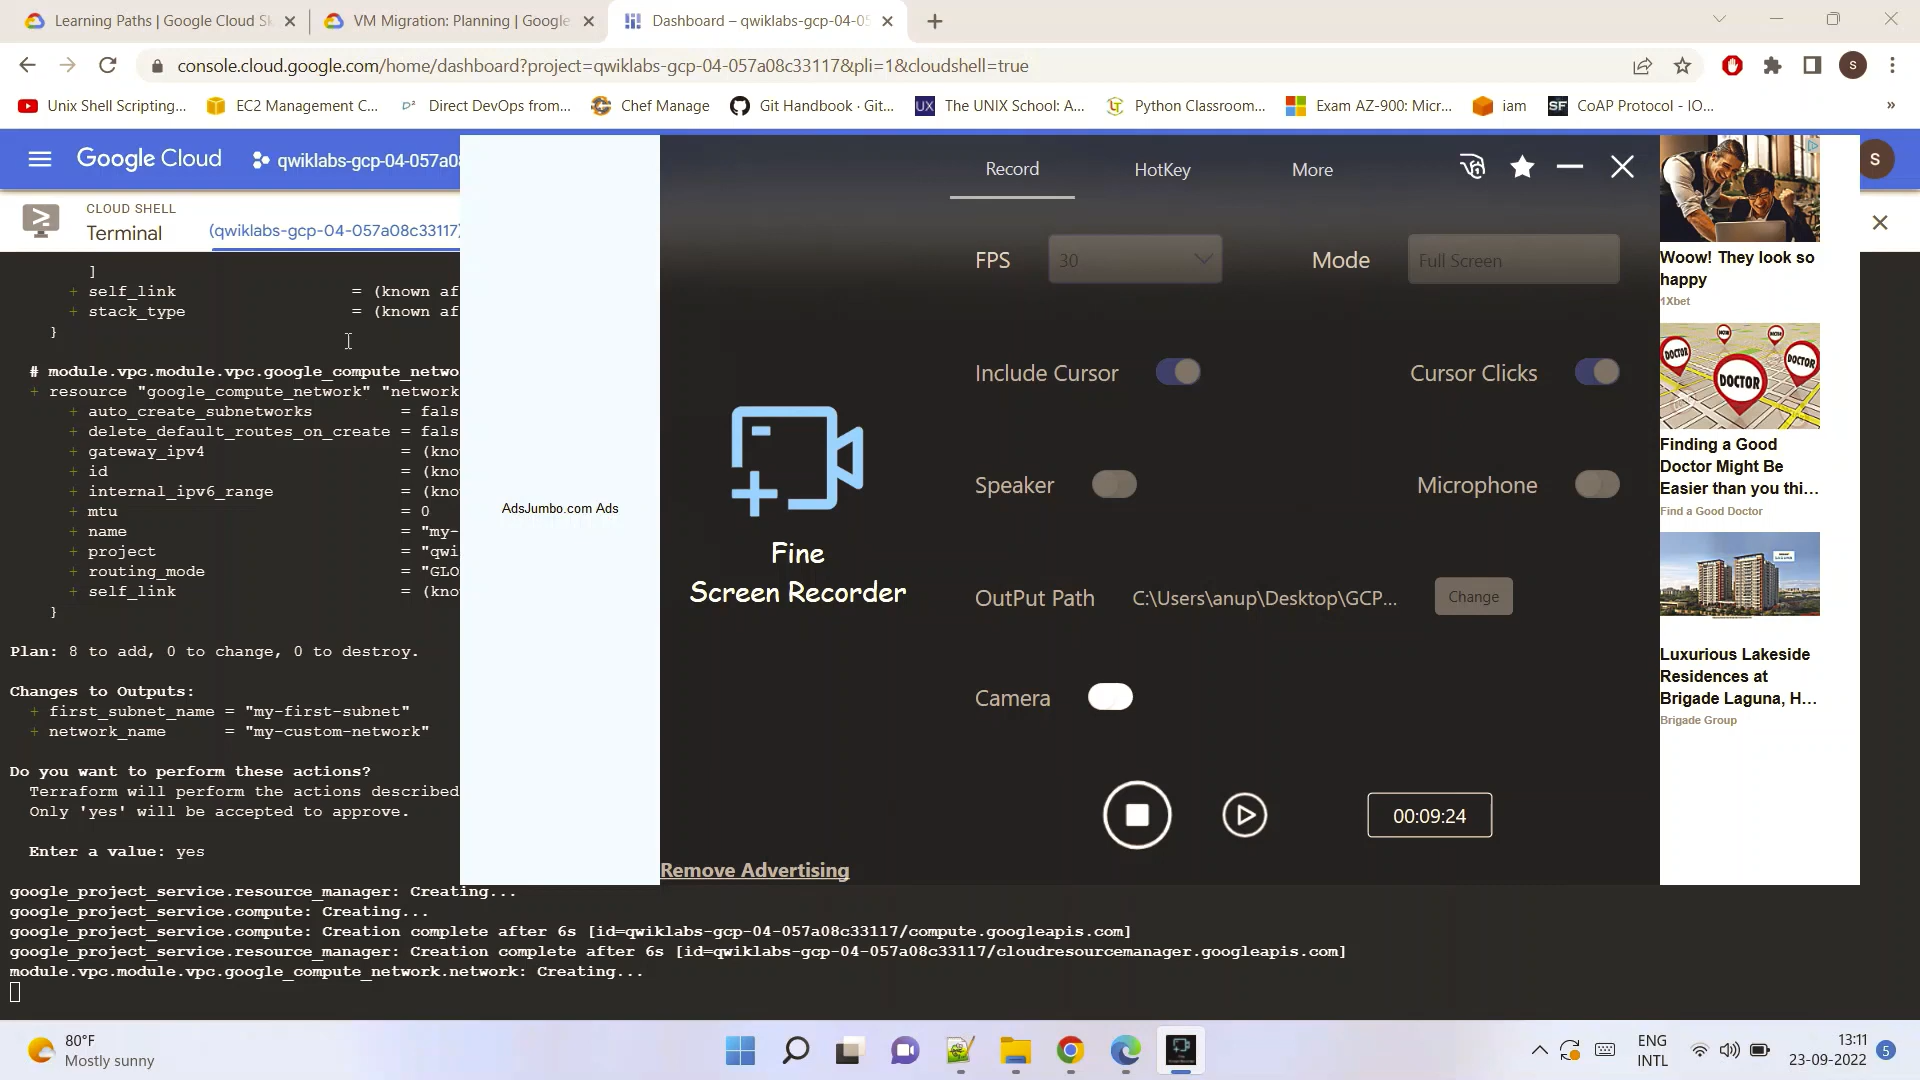 Learning Paths | Google Cloud Sk
VM Migration: Planning | Google
Dashboard – qwiklabs-gcp-04-05
console.cloud.google.com/home/dashboard?project=qwiklabs-gcp-04-057a08c33117&pli=1&cloudshell=true
S
Unix Shell Scripting...
EC2 Management C...
Direct DevOps from...
Chef Manage
Git Handbook · Git...
UX
The UNIX School: A...
Python Classroom...
Exam AZ-900: Micr...
iam
SF
CoAP Protocol - IO...
»
Google Cloud
qwiklabs-gcp-04-057a0
S
CLOUD SHELL
Terminal
(qwiklabs-gcp-04-057a08c33117)
]
+ self_link = (known af
+ stack_type = (known af
}
# module.vpc.module.vpc.google_compute_netwo
+ resource "google_compute_network" "network
+ auto_create_subnetworks = fals
+ delete_default_routes_on_create = fals
+ gateway_ipv4 = (kno
+ id = (kno
+ internal_ipv6_range = (kno
+ mtu = 0
+ name = "my-
+ project = "qwi
+ routing_mode = "GLO
+ self_link = (kno
}
Plan: 8 to add, 0 to change, 0 to destroy.
Changes to Outputs:
+ first_subnet_name = "my-first-subnet"
+ network_name = "my-custom-network"
Do you want to perform these actions?
Terraform will perform the actions described
Only 'yes' will be accepted to approve.
Enter a value: yes
google_project_service.resource_manager: Creating...
google_project_service.compute: Creating...
google_project_service.compute: Creation complete after 6s [id=qwiklabs-gcp-04-057a08c33117/compute.googleapis.com]
google_project_service.resource_manager: Creation complete after 6s [id=qwiklabs-gcp-04-057a08c33117/cloudresourcemanager.googleapis.com]
module.vpc.module.vpc.google_compute_network.network: Creating...
AdsJumbo.com Ads
Fine
Screen Recorder
Remove Advertising
Record
HotKey
More
FPS
30
Mode
Full Screen
Include Cursor
Cursor Clicks
Speaker
Microphone
OutPut Path
C:\Users\anup\Desktop\GCP...
Change
Camera
00:09:24
Woow! They look so
happy
1Xbet
DOCTOR
DOCTOR
DOCTOR
Finding a Good
Doctor Might Be
Easier than you thi...
Find a Good Doctor
Luxurious Lakeside
Residences at
Brigade Laguna, H...
Brigade Group
80°F
Mostly sunny
ENG
INTL
13:11
23-09-2022
5